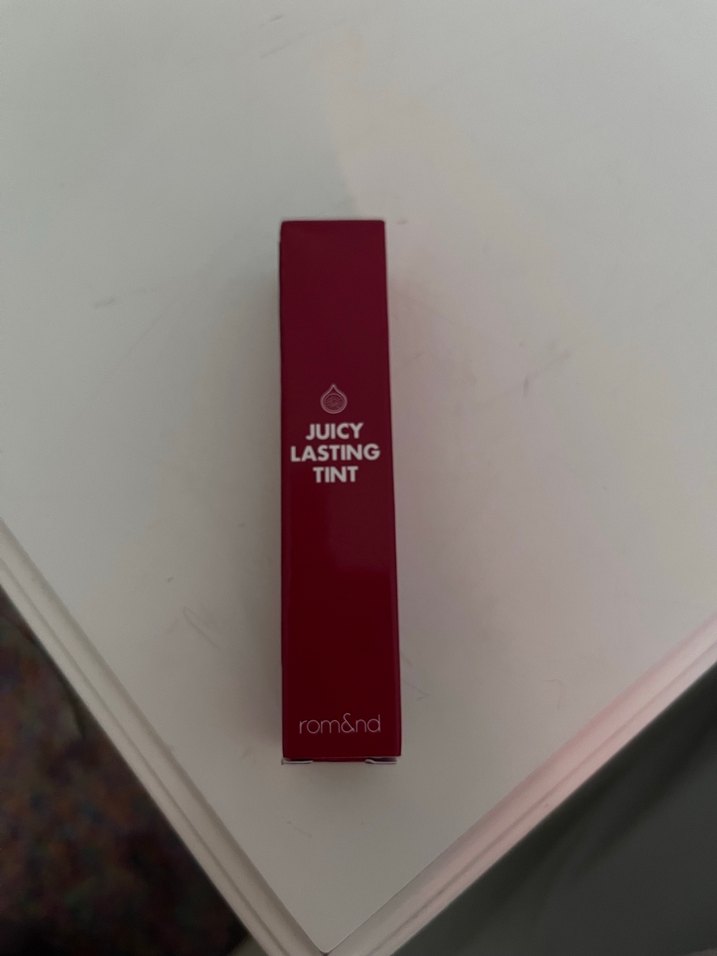 JUICY
LASTING
TINT
rom&nd